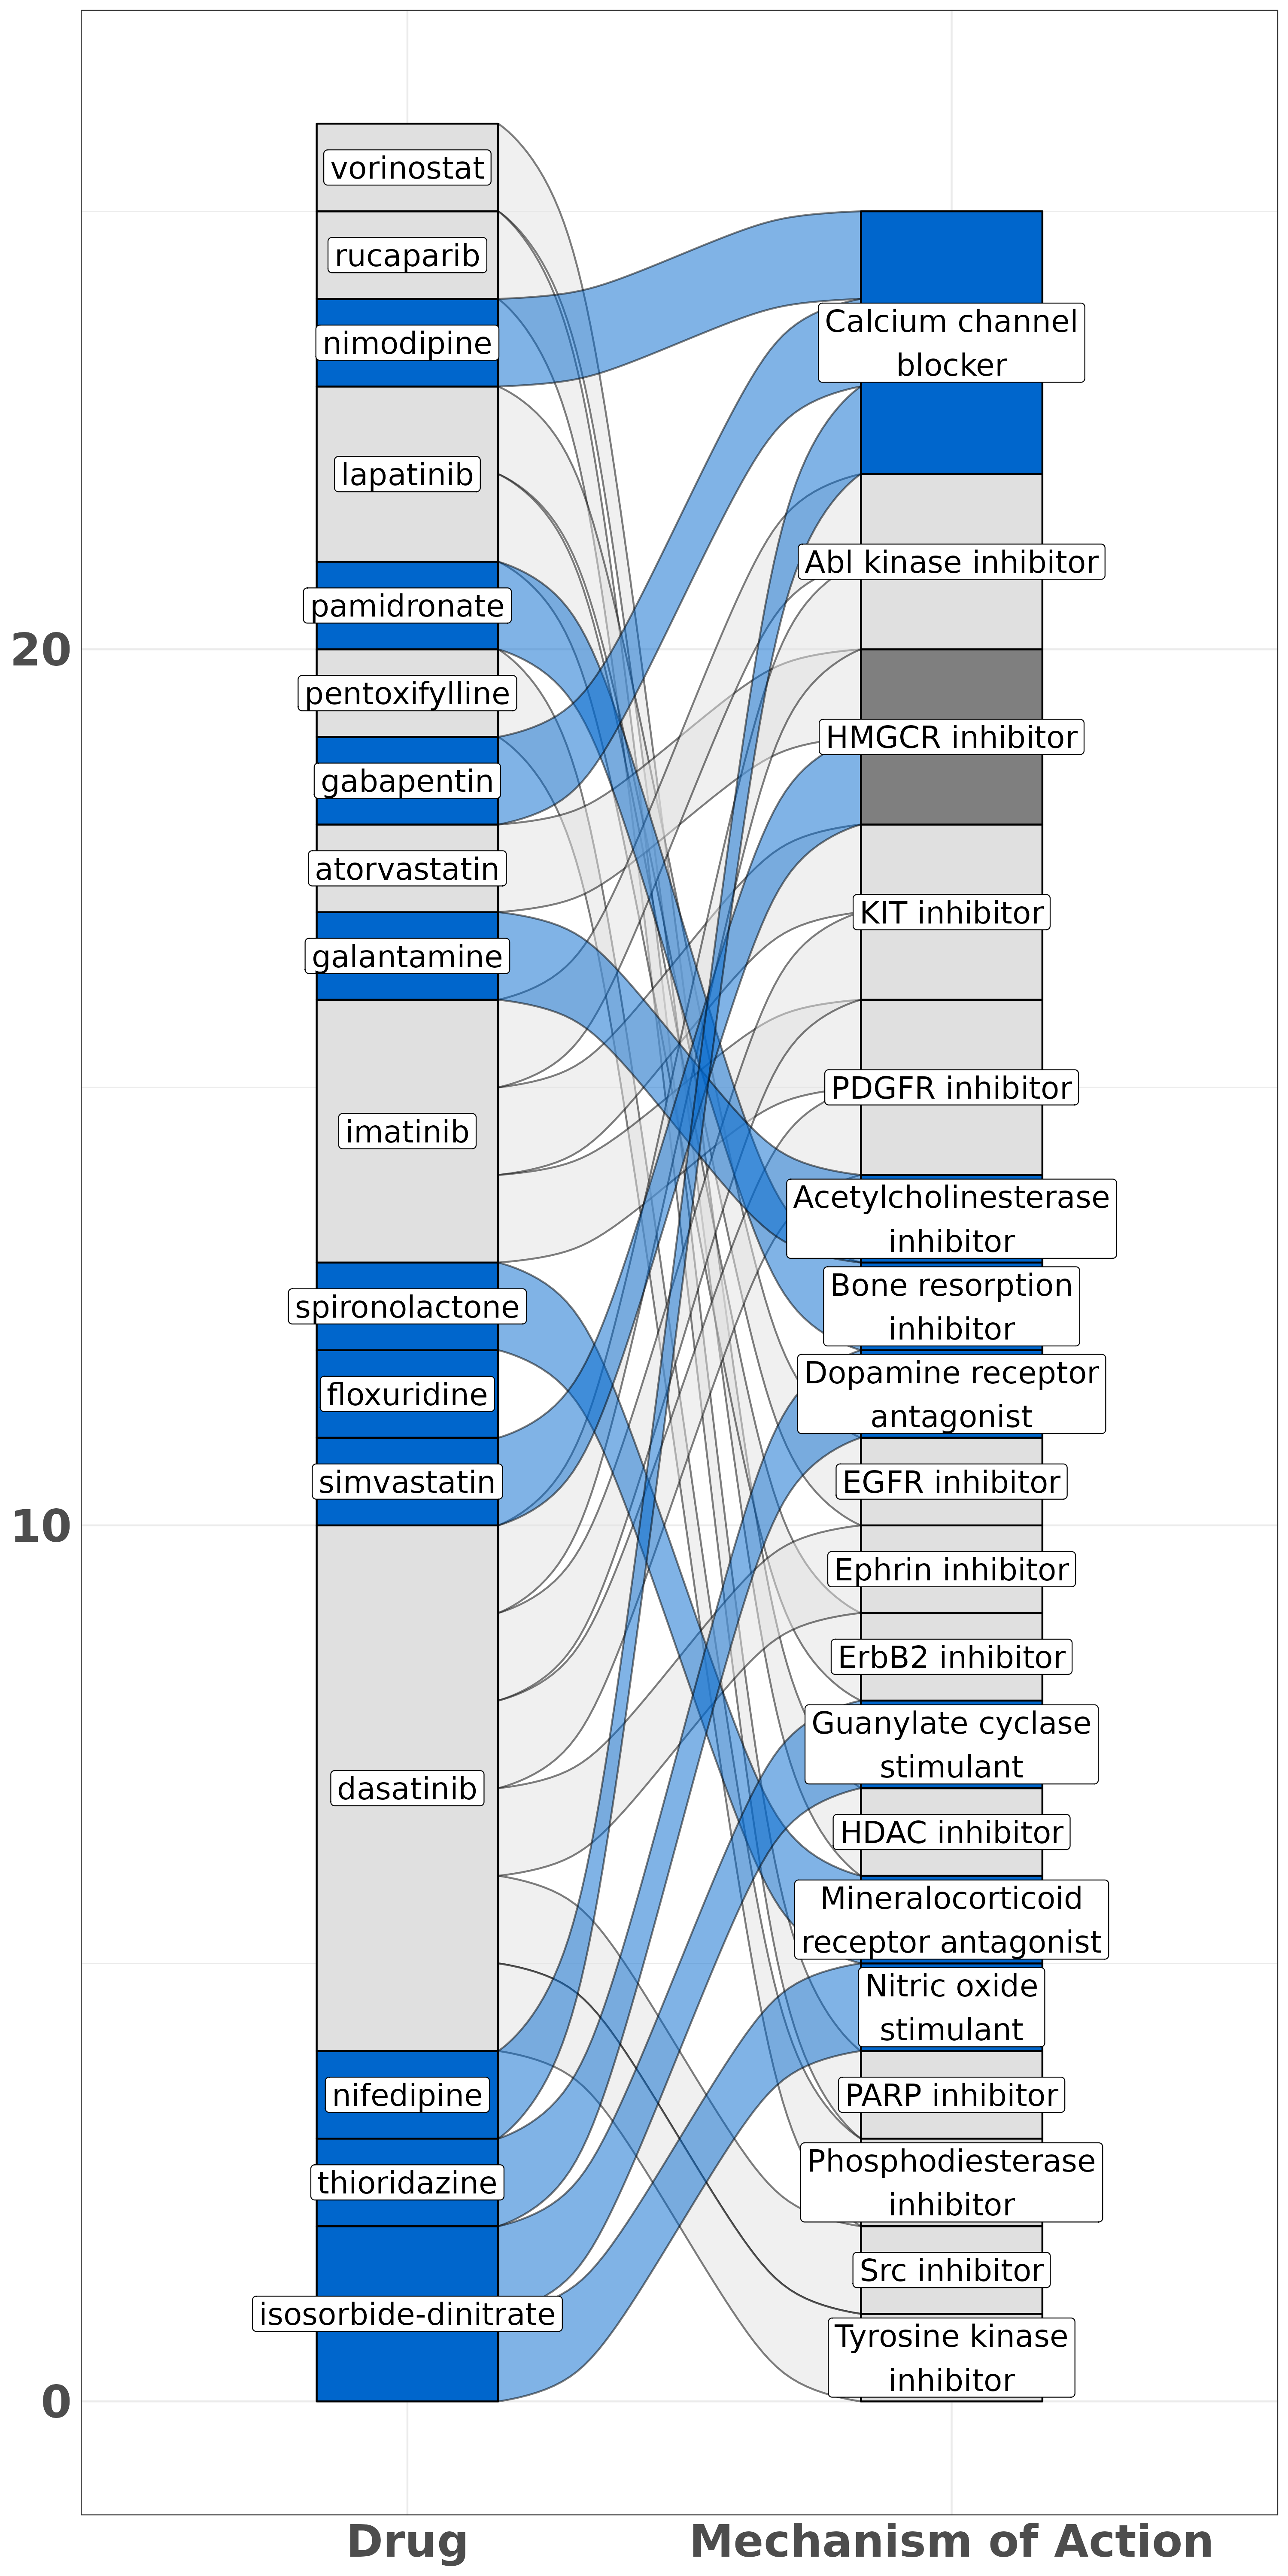 vorinostat
rucaparib
nimodipine
lapatinib
pamidronate
pentoxifylline
gabapentin
atorvastatin
galantamine
imatinib
spironolactone
floxuridine
simvastatin
dasatinib
nifedipine
thioridazine
isosorbide-dinitrate
Calcium channel
blocker
Abl kinase inhibitor
HMGCR inhibitor
KIT inhibitor
PDGFR inhibitor
Acetylcholinesterase
inhibitor
Bone resorption
inhibitor
Dopamine receptor
antagonist
EGFR inhibitor
Ephrin inhibitor
ErbB2 inhibitor
Guanylate cyclase
stimulant
HDAC inhibitor
Mineralocorticoid
receptor antagonist
Nitric oxide
stimulant
PARP inhibitor
Phosphodiesterase
inhibitor
Src inhibitor
Tyrosine kinase
inhibitor
20
10
0
Drug
Mechanism of Action